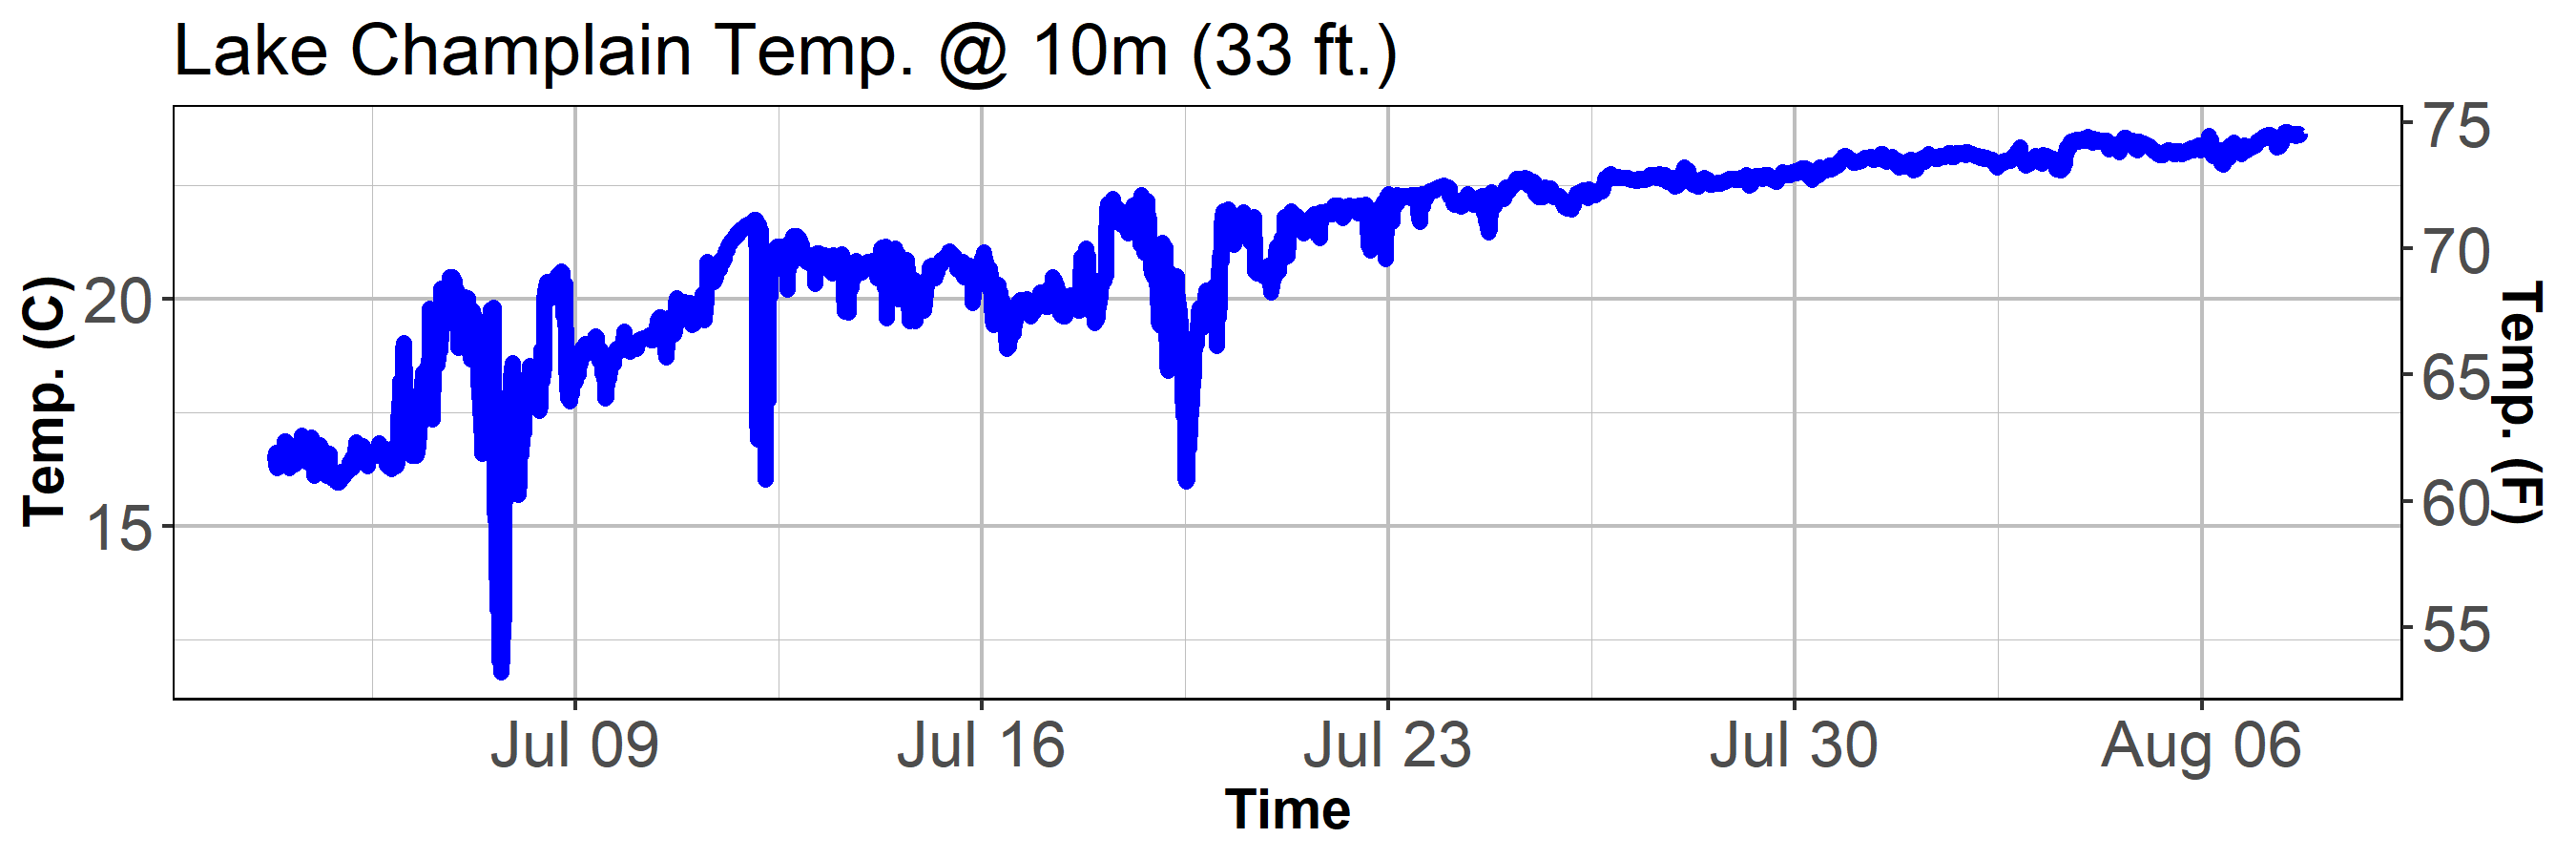 Lake Champlain Temp. @ 10m (33 ft.)
Temp. (C)
20
15
75
70
65
60
55
Temp. (F)
Jul 09 Jul 16 Jul 23 Jul 30 Aug 06
Time